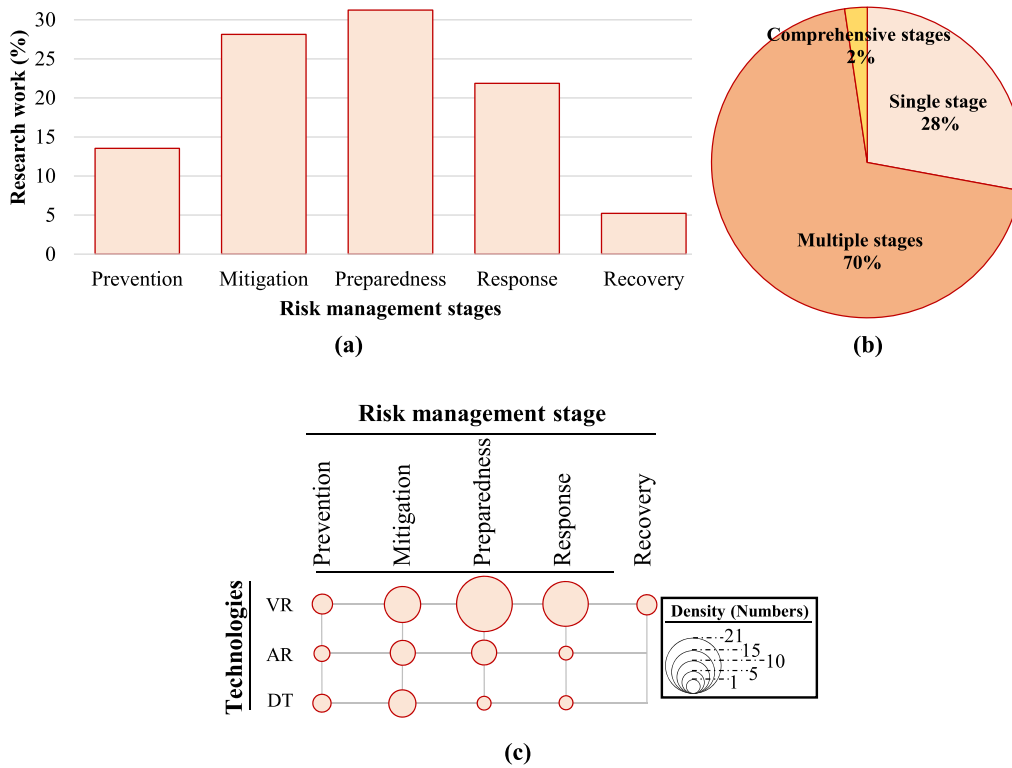 Research work (%)
30
25
20
15
10
5
0
Prevention Mitigation Preparedness Response Recovery
Risk management stages
(a)
Comprehensive stages
2%
Single stage
28%
Multiple stages
70%
(b)
Risk management stage
Prevention
Mitigation
Preparedness
Response
Recovery
Technologies
VR
AR
DT
Density (Numbers)
21
15
10
5
1
(c)